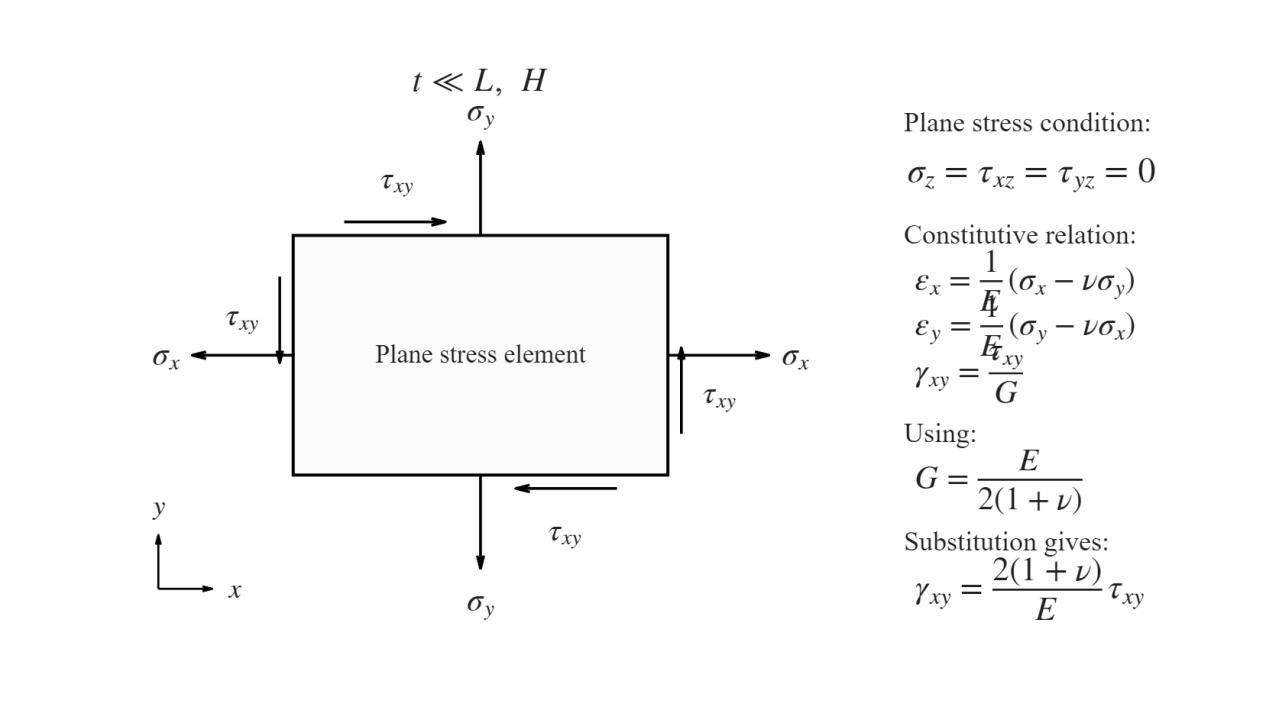 t ≪ L, H
σ_y
τ_xy
τ_xy
σ_x
Plane stress element
σ_x
τ_xy
τ_xy
σ_y
y
x
Plane stress condition:
σ_z = τ_xz = τ_yz = 0
Constitutive relation:
ε_x = 1/E (σ_x − νσ_y)
ε_y = 1/E (σ_y − νσ_x)
γ_xy = τ_xy/G
Using:
G = E/2(1 + ν)
Substitution gives:
γ_xy = 2(1 + ν)/E τ_xy